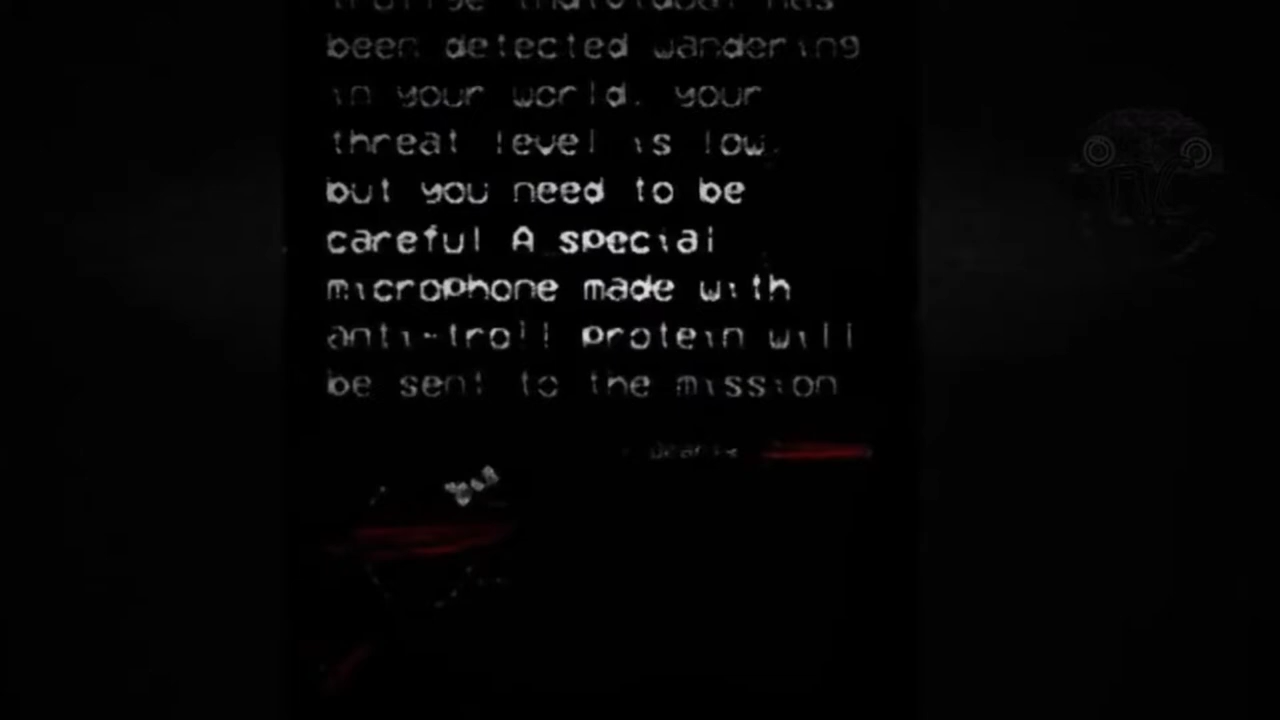 been detected wandering
in your world. your
threat level is low.
but you need to be
careful A special
microphone made with
anti-troll protein will
be sent to the mission